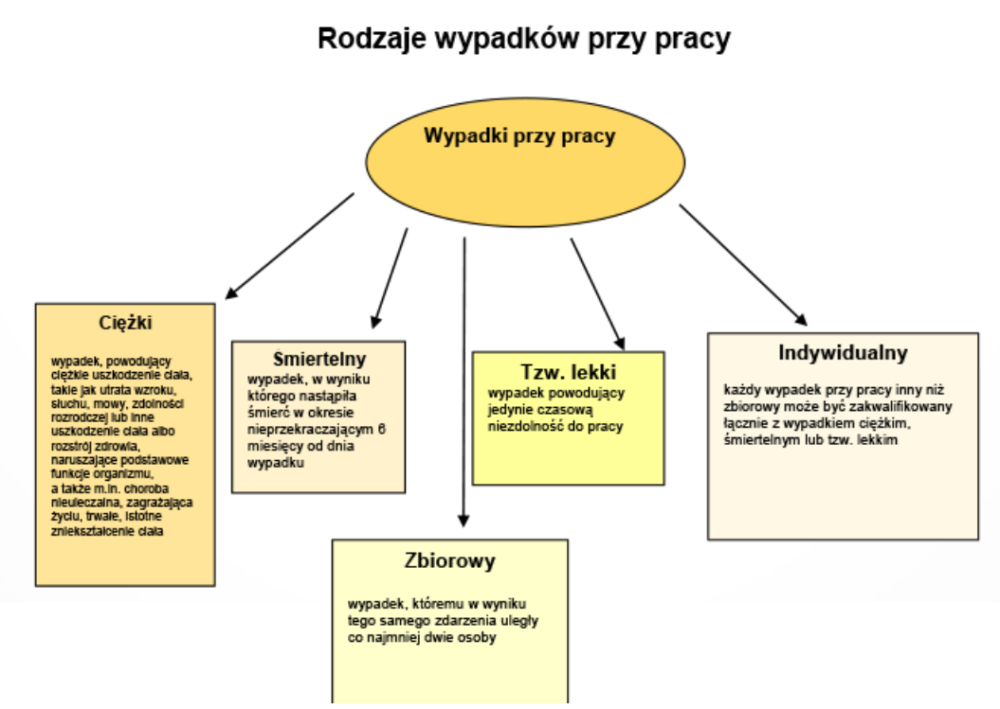 Rodzaje wypadków przy pracy
Wypadki przy pracy
Ciężki
wypadek, powodujący
ciężkie uszkodzenie ciała,
takie jak utrata wzroku,
słuchu, mowy, zdolności
rozrodczej lub inne
uszkodzenie ciała albo
rozstrój zdrowia,
naruszające podstawowe
funkcje organizmu,
a także m.in. choroba
nieuleczalna, zagrażająca
życiu, trwałe, istotne
zniekształcenie ciała
Śmiertelny
wypadek, w wyniku
którego nastąpiła
śmierć w okresie
nieprzekraczającym 6
miesięcy od dnia
wypadku
Tzw. lekki
wypadek powodujący
jedynie czasową
niezdolność do pracy
Indywidualny
każdy wypadek przy pracy inny niż
zbiorowy może być zakwalifikowany
łącznie z wypadkiem ciężkim,
śmiertelnym lub tzw. lekkim
Zbiorowy
wypadek, któremu w wyniku
tego samego zdarzenia uległy
co najmniej dwie osoby